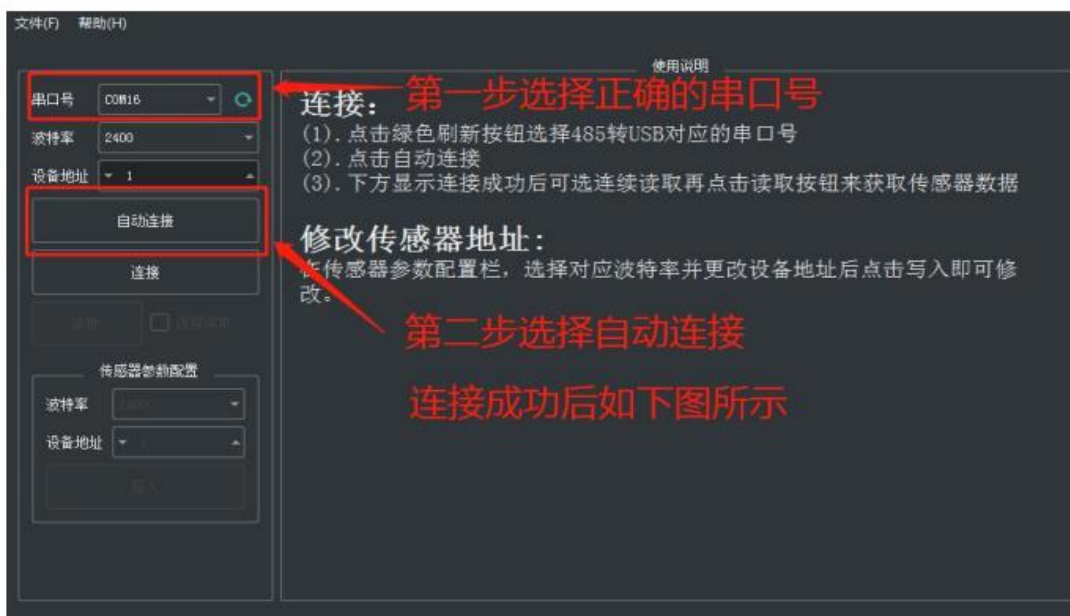 文件(F) 帮助(H)
使用说明
串口号 COM16
波特率 2400
设备地址 1
自动连接
连接
传感器参数配置
波特率
设备地址
连接：
(1). 点击绿色刷新按钮选择485转USB对应的串口号
(2). 点击自动连接
(3). 下方显示连接成功后可选连续读取再点击读取按钮来获取传感器数据
修改传感器地址：
在传感器参数配置栏，选择对应波特率并更改设备地址后点击写入即可修
改。
第一步选择正确的串口号
第二步选择自动连接
连接成功后如下图所示